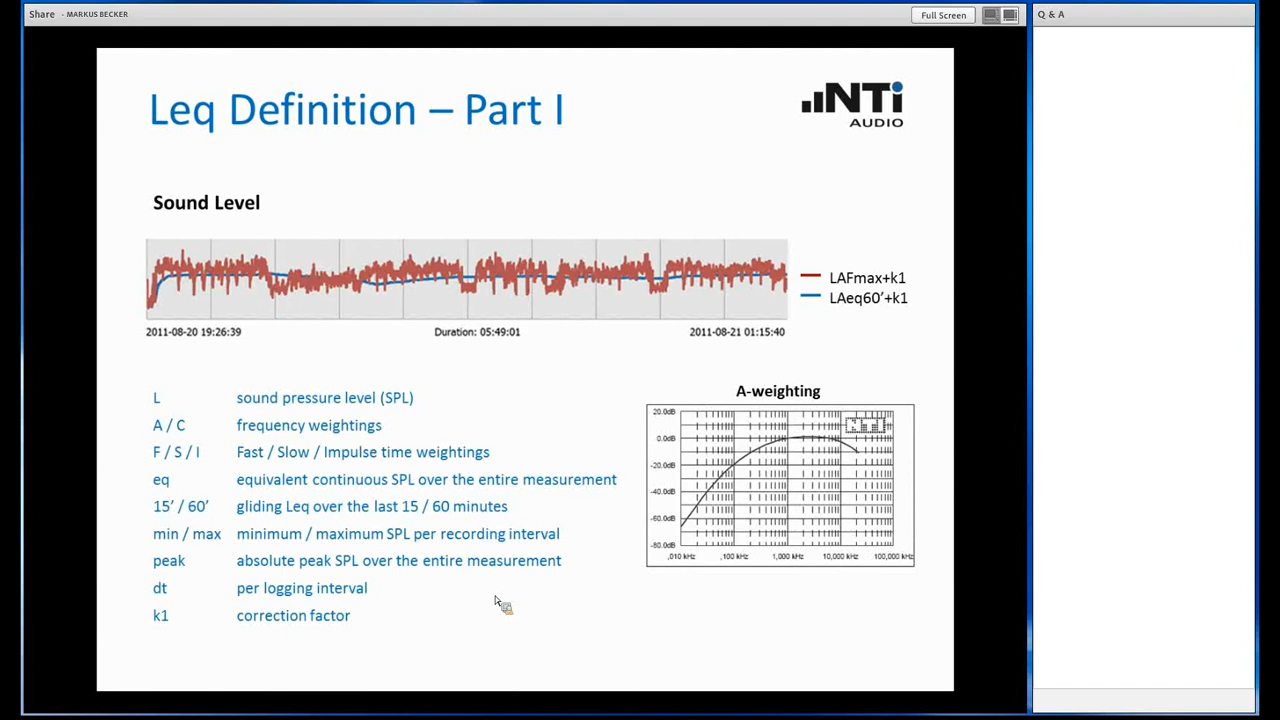 Share - MARKUS BECKER
Full Screen
Q & A
Leq Definition – Part I
NTi
AUDIO
Sound Level
LAFmax+k1
LAeq60’+k1
2011-08-20 19:26:39 Duration: 05:49:01 2011-08-21 01:15:40
L sound pressure level (SPL)
A / C frequency weightings
F / S / I Fast / Slow / Impulse time weightings
eq equivalent continuous SPL over the entire measurement
15’ / 60’ gliding Leq over the last 15 / 60 minutes
min / max minimum / maximum SPL per recording interval
peak absolute peak SPL over the entire measurement
dt per logging interval
k1 correction factor
A-weighting
20.0dB
NTI
0.0dB
-20.0dB
-40.0dB
-60.0dB
-80.0dB
,010 kHz ,100 kHz 1,000 kHz 10,000 kHz 100,000 kHz